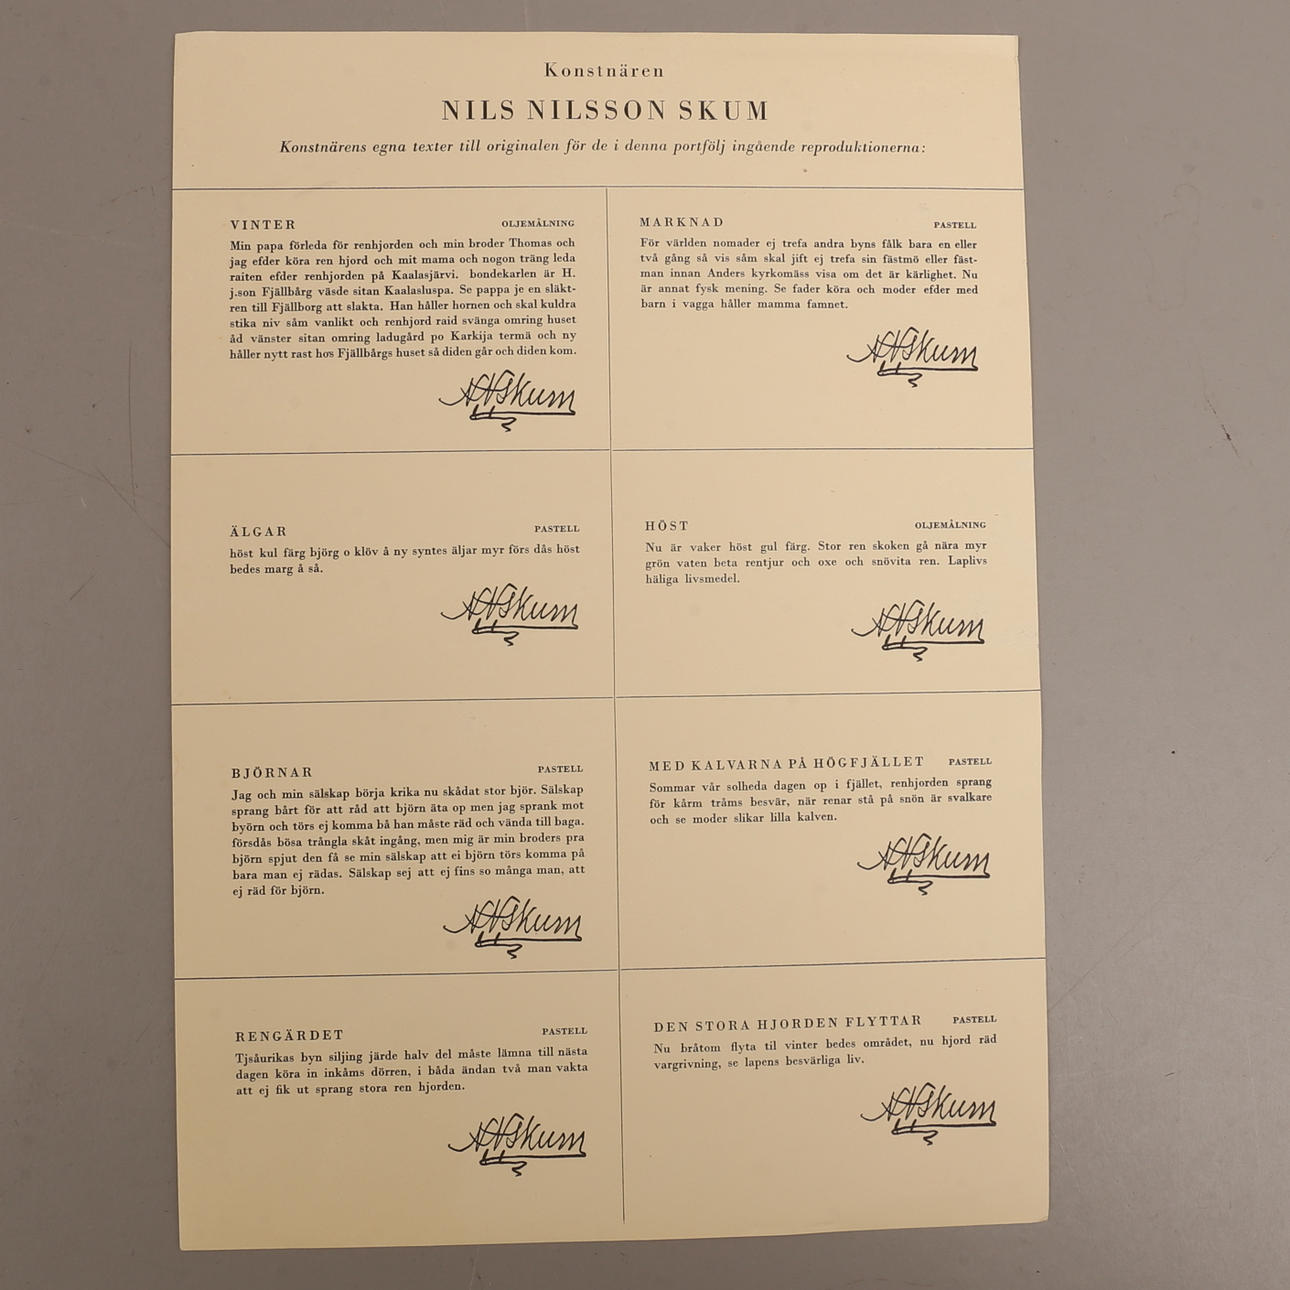 Konstnären
NILS NILSSON SKUM
Konstnärens egna texter till originalen för de i denna portfölj ingående reproduktionerna:
VINTER OLJEMÅLNING
Min papa förleda för renhjorden och min broder Thomas och
jag efder köra ren hjord och mit mama och nogon träng leda
raiten efder renhjorden på Kaalasjärvi. bondekarlen är H.
j.son Fjällbårg väsde sitan Kaalasluspa. Se pappa je en släkt-
ren till Fjällborg att slakta. Han håller hornen och skal kuldra
stika niv såm vanlikt och renhjord raid svänga omring huset
åd vänster sitan omring ladugård po Karkija termä och ny
håller nytt rast hos Fjällbårgs huset så diden går och diden kom.
NNSkum
MARKNAD PASTELL
För världen nomader ej trefa andra byns fålk bara en eller
två gång så vis såm skal jift ej trefa sin fästmö eller fäst-
man innan Anders kyrkomäss visa om det är kärlighet. Nu
är annat fysk mening. Se fader köra och moder efder med
barn i vagga håller mamma famnet.
NNSkum
ÄLGAR PASTELL
höst kul färg björg o klöv å ny syntes äljar myr förs dås höst
bedes marg å så.
NNSkum
HÖST OLJEMÅLNING
Nu är vaker höst gul färg. Stor ren skoken gå nära myr
grön vaten beta rentjur och oxe och snövita ren. Laplivs
häliga livsmedel.
NNSkum
BJÖRNAR PASTELL
Jag och min sälskap börja krika nu skådat stor björ. Sälskap
sprang bårt för att råd att björn äta op men jag sprank mot
byörn och törs ej komma bå han måste räd och vända till baga.
försdås bösa trångla skåt ingång, men mig är min broders pra
björn spjut den få se min sälskap att ei björn törs komma på
bara man ej rädas. Sälskap sej att ej fins so många man, att
ej räd för björn.
NNSkum
MED KALVARNA PÅ HÖGFJÄLLET PASTELL
Sommar vår solheda dagen op i fjället, renhjorden sprang
för kårm tråms besvär, när renar stå på snön är svalkare
och se moder slikar lilla kalven.
NNSkum
RENGÄRDET PASTELL
Tjsåurikas byn siljing järde halv del måste lämna till nästa
dagen köra in inkåms dörren, i båda ändan två man vakta
att ej fik ut sprang stora ren hjorden.
NNSkum
DEN STORA HJORDEN FLYTTAR PASTELL
Nu bråtom flyta til vinter bedes området, nu hjord räd
vargrivning, se lapens besvärliga liv.
NNSkum